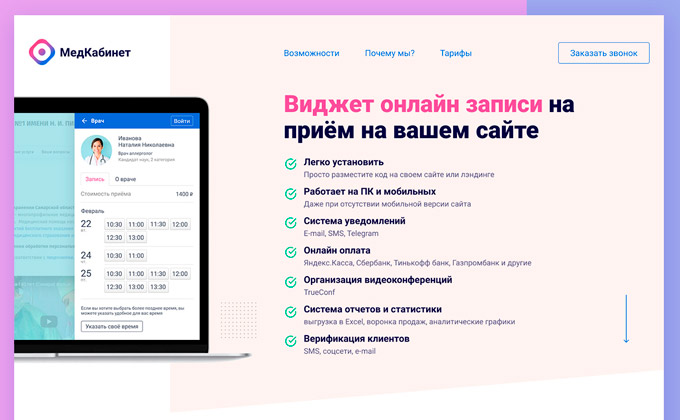 МедКабинет
Возможности
Почему мы?
Тарифы
Заказать звонок
Виджет онлайн записи на
приём на вашем сайте
Легко установить
Просто разместите код на своем сайте или лэндинге
Работает на ПК и мобильных
Даже при отсутствии мобильной версии сайта
Система уведомлений
E-mail, SMS, Telegram
Онлайн оплата
Яндекс.Касса, Сбербанк, Тинькофф банк, Газпромбанк и другие
Организация видеоконференций
TrueConf
Система отчетов и статистики
выгрузка в Excel, воронка продаж, аналитические графики
Верификация клиентов
SMS, соцсети, e-mail
Врач
Войти
Иванова
Наталия Николаевна
Врач аллерголог
Кандидат наук, 2 категория
Запись
О враче
Стоимость приёма 1400 ₽
Февраль
22 10:30 11:00 11:30 12:00
12:30 13:00
24 10:30 11:00
25 10:30 11:00 11:30 12:00
12:30 13:00 13:30
Если вы хотите выбрать более позднее время, вы
можете указать удобное для вас время
Указать своё время